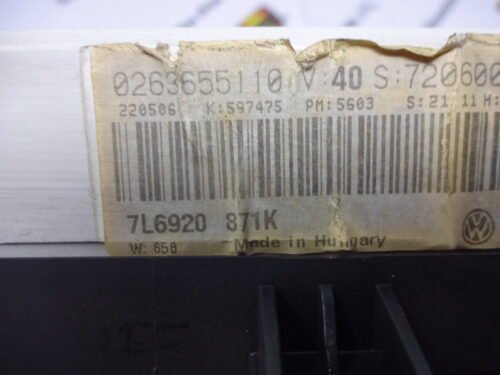 0263655110 V:40 S:720600
220506 K:597475 PM:5603 S:21 11 H:
7L6920 871K
W: 658 Made in Hungary